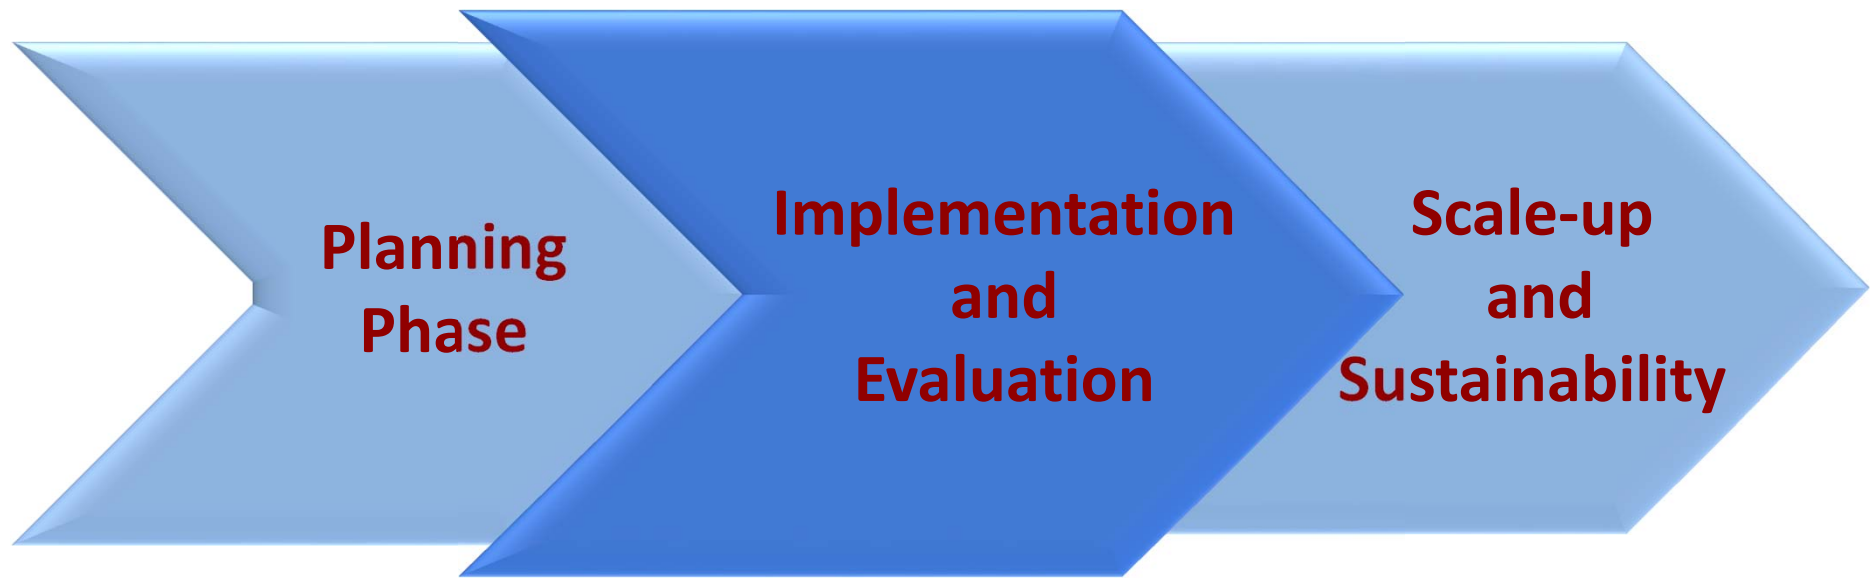 Planning
Phase
Implementation
and
Evaluation
Scale-up
and
Sustainability